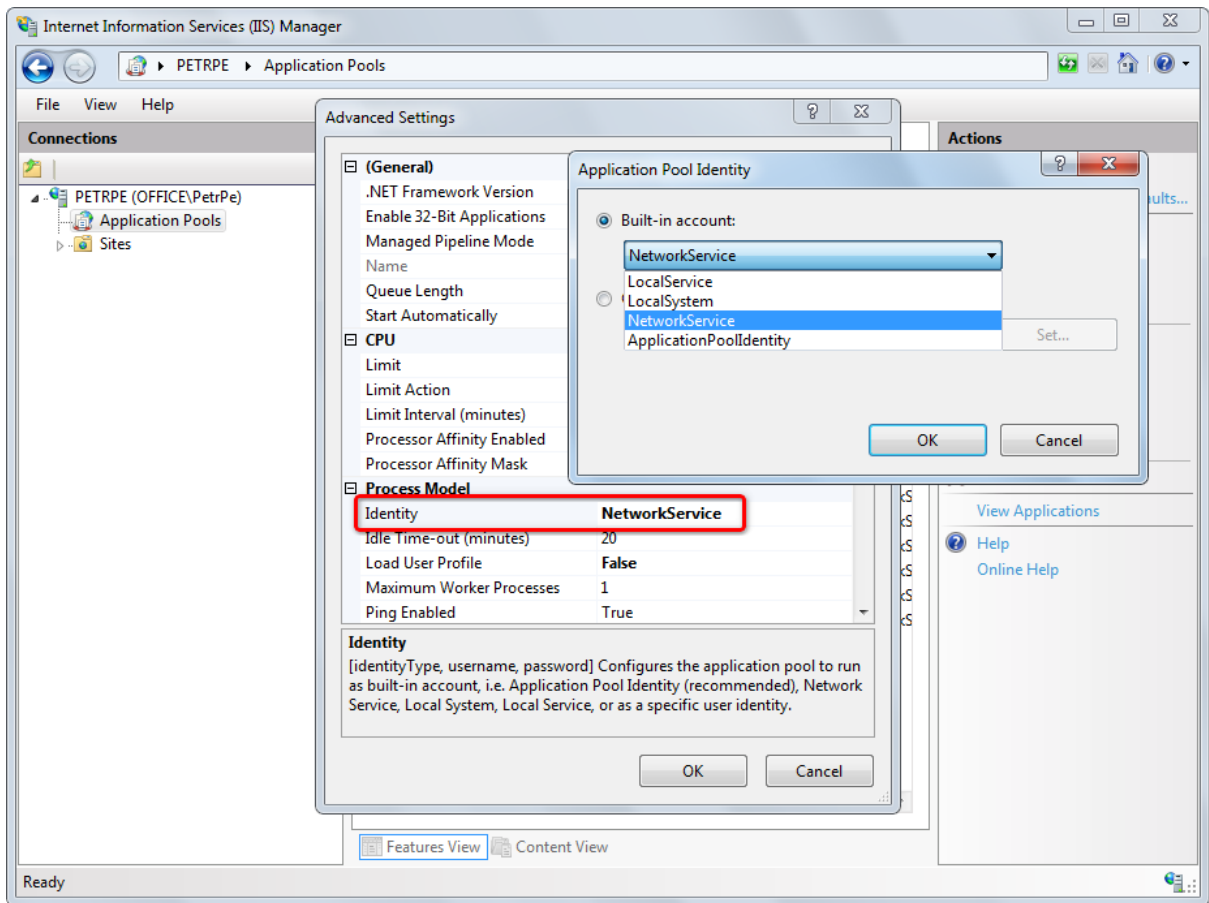 Internet Information Services (IIS) Manager
PETRPE Application Pools
File View Help
Connections
PETRPE (OFFICE\PetrPe)
Application Pools
Sites
Advanced Settings
(General)
.NET Framework Version
Enable 32-Bit Applications
Managed Pipeline Mode
Name
Queue Length
Start Automatically
CPU
Limit
Limit Action
Limit Interval (minutes)
Processor Affinity Enabled
Processor Affinity Mask
Process Model
Identity NetworkService
Idle Time-out (minutes) 20
Load User Profile False
Maximum Worker Processes 1
Ping Enabled True
Identity
[identityType, username, password] Configures the application pool to run
as built-in account, i.e. Application Pool Identity (recommended), Network
Service, Local System, Local Service, or as a specific user identity.
OK Cancel
Application Pool Identity
Built-in account:
NetworkService
LocalService
LocalSystem
NetworkService
ApplicationPoolIdentity
Set...
OK Cancel
Actions
View Applications
Help
Online Help
Features View Content View
Ready